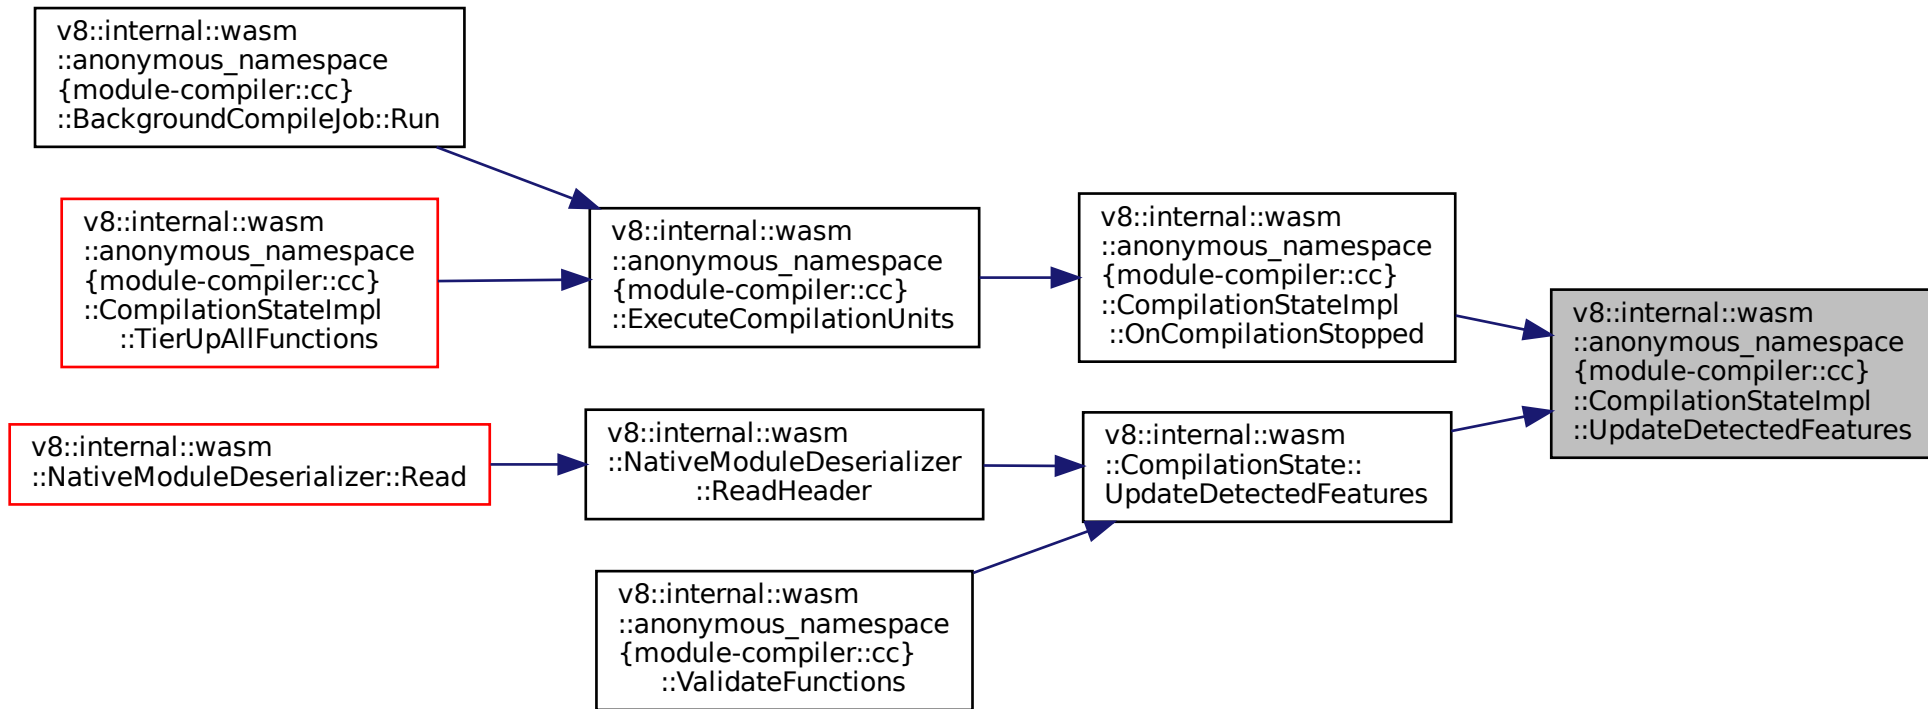 v8::internal::wasm
::anonymous_namespace
{module-compiler::cc}
::BackgroundCompileJob::Run
v8::internal::wasm
::anonymous_namespace
{module-compiler::cc}
::CompilationStateImpl
::TierUpAllFunctions
v8::internal::wasm
::NativeModuleDeserializer::Read
v8::internal::wasm
::anonymous_namespace
{module-compiler::cc}
::ExecuteCompilationUnits
v8::internal::wasm
::NativeModuleDeserializer
::ReadHeader
v8::internal::wasm
::anonymous_namespace
{module-compiler::cc}
::ValidateFunctions
v8::internal::wasm
::anonymous_namespace
{module-compiler::cc}
::CompilationStateImpl
::OnCompilationStopped
v8::internal::wasm
::CompilationState::
UpdateDetectedFeatures
v8::internal::wasm
::anonymous_namespace
{module-compiler::cc}
::CompilationStateImpl
::UpdateDetectedFeatures